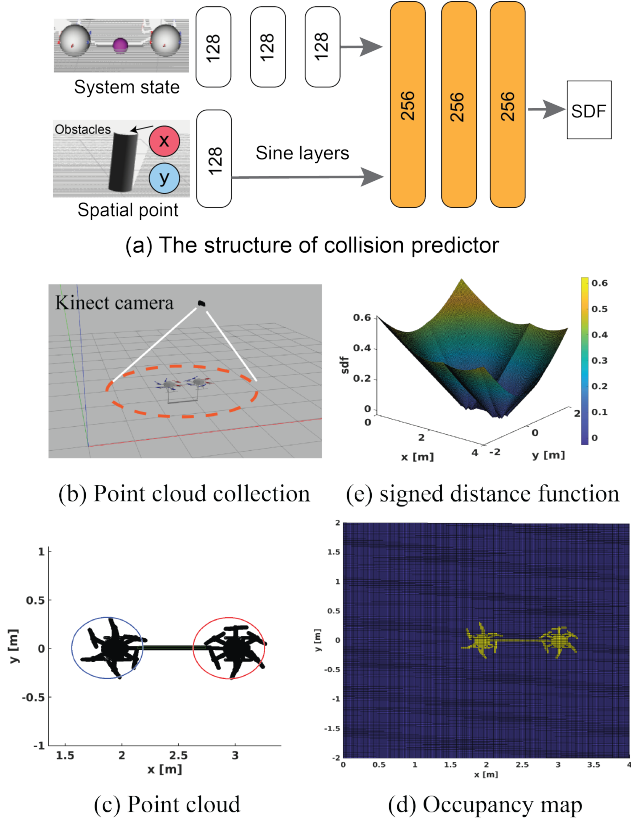 128
128
128
System state
256
256
256
SDF
Obstacles
x
128
Sine layers
y
Spatial point
(a) The structure of collision predictor
Kinect camera
0.6
0.4
0.2
0
sdf
0
2
4
x [m]
-2
0
2
y [m]
0.6
0.5
0.4
0.3
0.2
0.1
0
(b) Point cloud collection
(e) signed distance function
1
0.5
0
-0.5
-1
y [m]
1.5
2
2.5
3
x [m]
(c) Point cloud
2
1.5
1
0.5
0
-0.5
-1
-1.5
-2
y [m]
0
0.5
1
1.5
2
2.5
3
3.5
4
x [m]
(d) Occupancy map